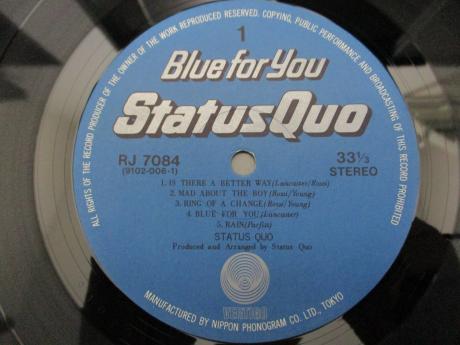 ALL RIGHTS OF THE RECORD PRODUCER OF THE OWNER OF THE WORK REPRODUCED RESERVED. COPYING, PUBLIC PERFORMANCE AND BROADCASTING OF THIS RECORD PROHIBITED
1
Blue for You
Status Quo
RJ 7084
(9102-006-1)
33⅓
STEREO
1. IS THERE A BETTER WAY(Lancaster/Rossi)
2. MAD ABOUT THE BOY(Rossi/Young)
3. RING OF A CHANGE(Rossi/Young)
4. BLUE FOR YOU(Lancaster)
5. RAIN(Parfitt)
STATUS QUO
Produced and Arranged by Status Quo
VERTIGO
MANUFACTURED BY NIPPON PHONOGRAM CO. LTD., TOKYO